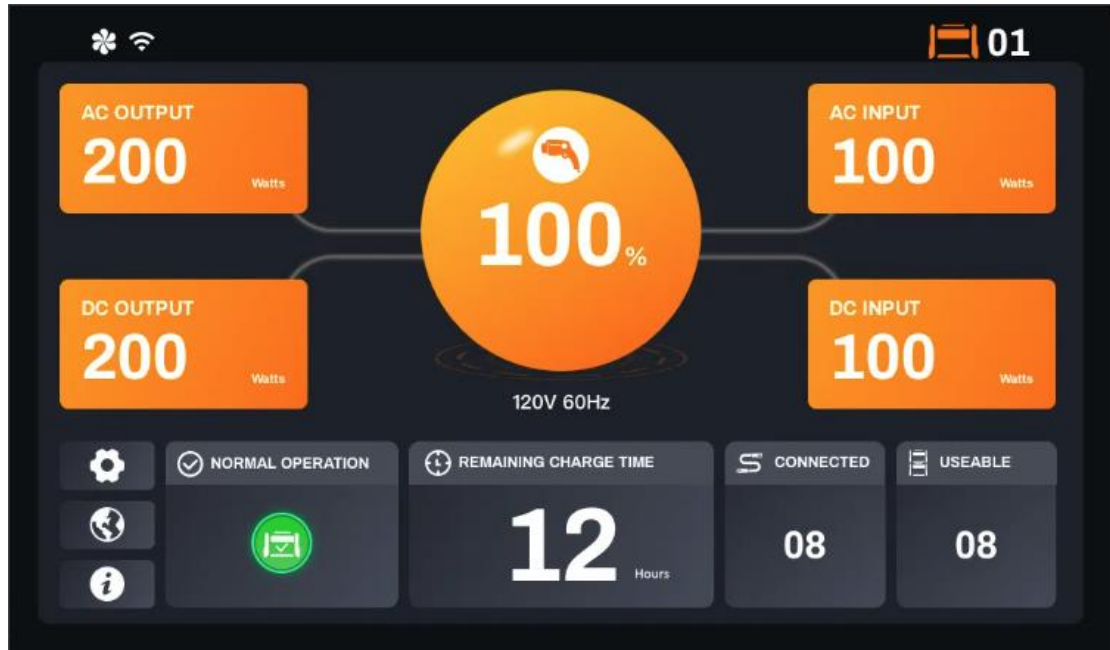 01
AC OUTPUT
200
Watts
AC INPUT
100
Watts
100%
DC OUTPUT
200
Watts
DC INPUT
100
Watts
120V 60Hz
NORMAL OPERATION
REMAINING CHARGE TIME
12
Hours
CONNECTED
08
USEABLE
08
i